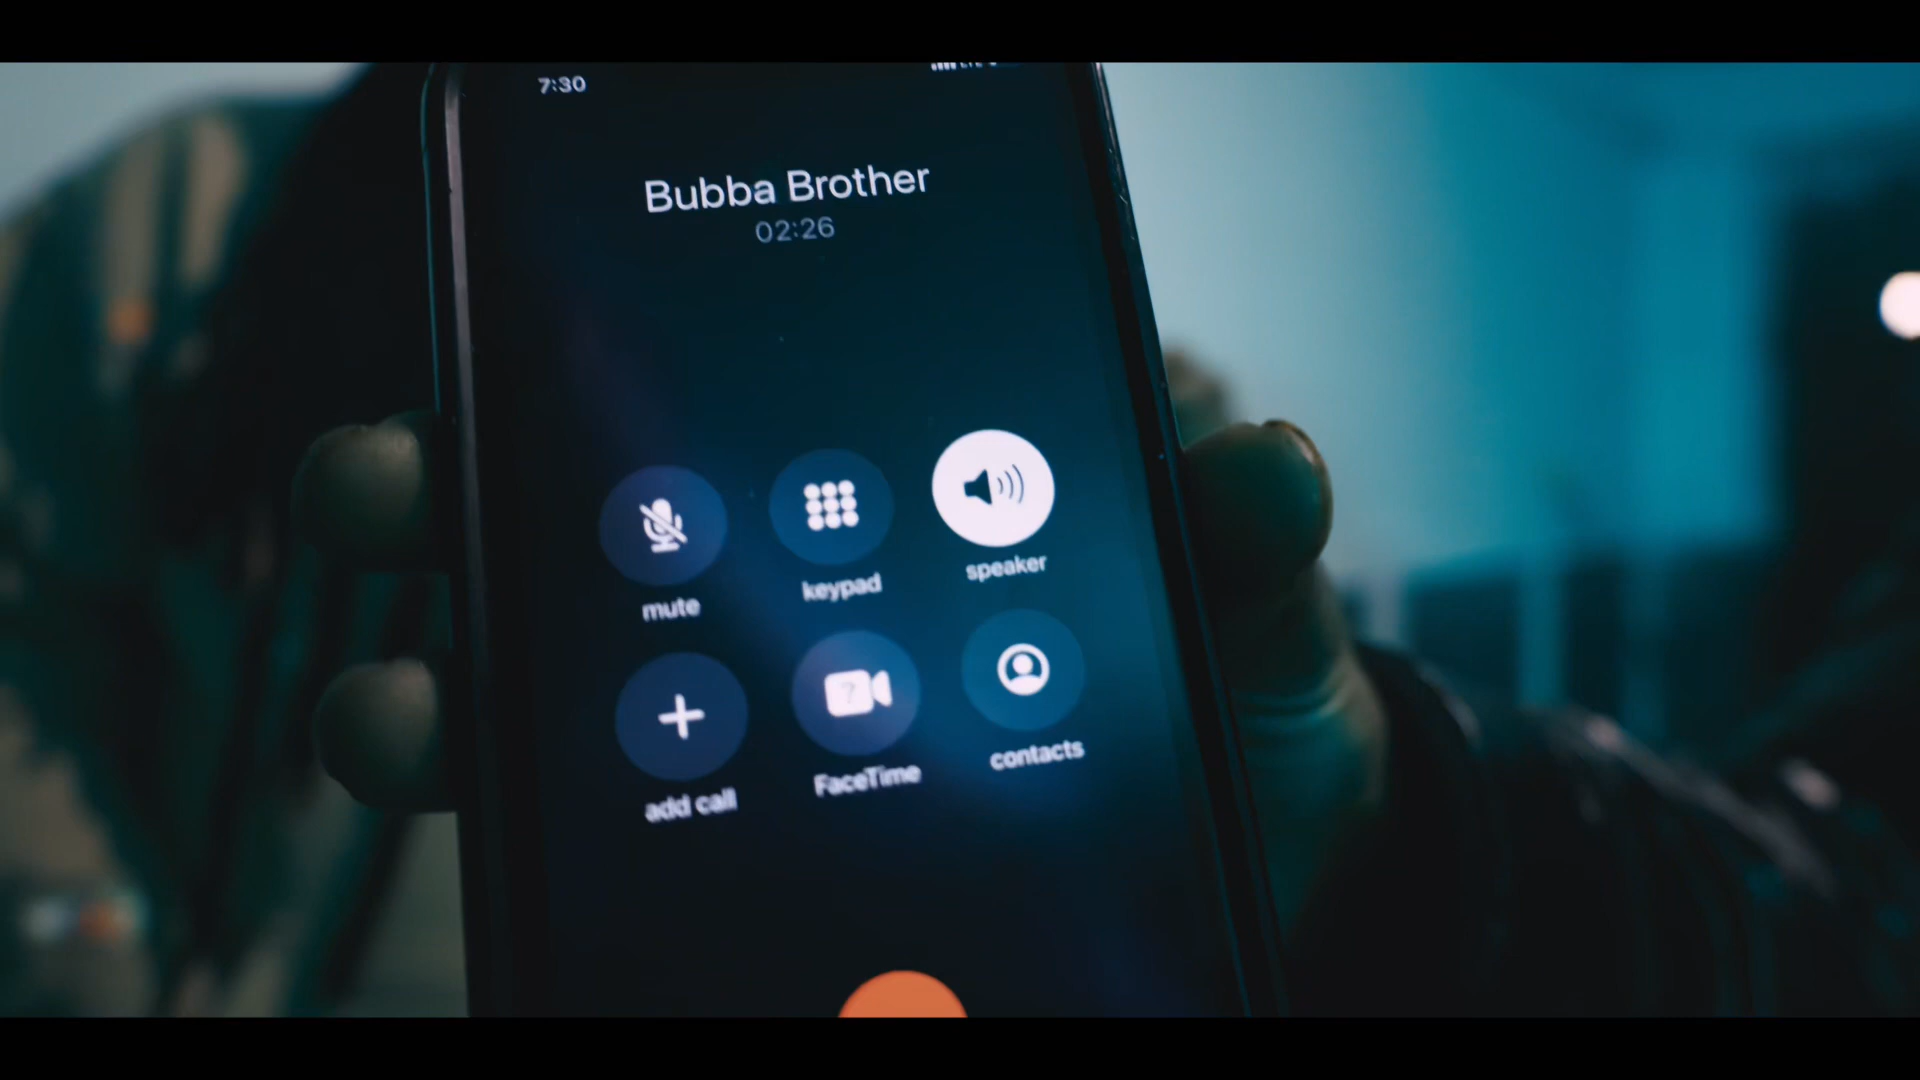 7:30
Bubba Brother
02:26
mute
keypad
speaker
add call
FaceTime
contacts